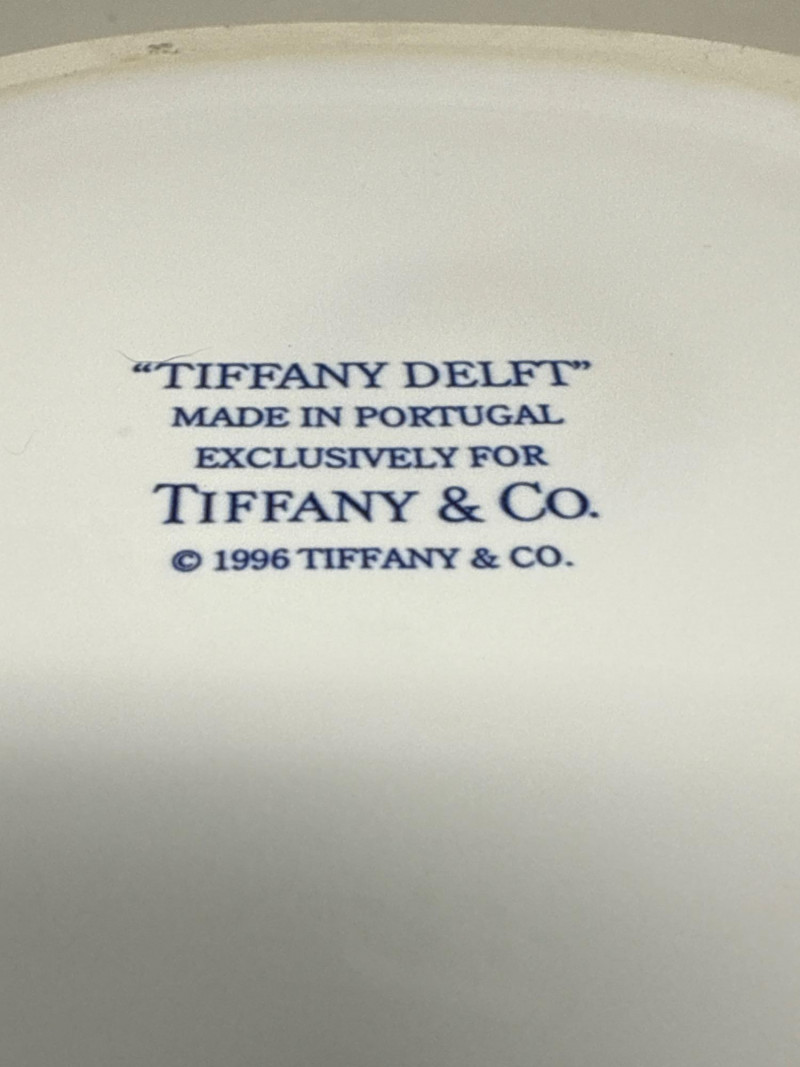 “TIFFANY DELFT”
MADE IN PORTUGAL
EXCLUSIVELY FOR
TIFFANY & CO.
© 1996 TIFFANY & CO.